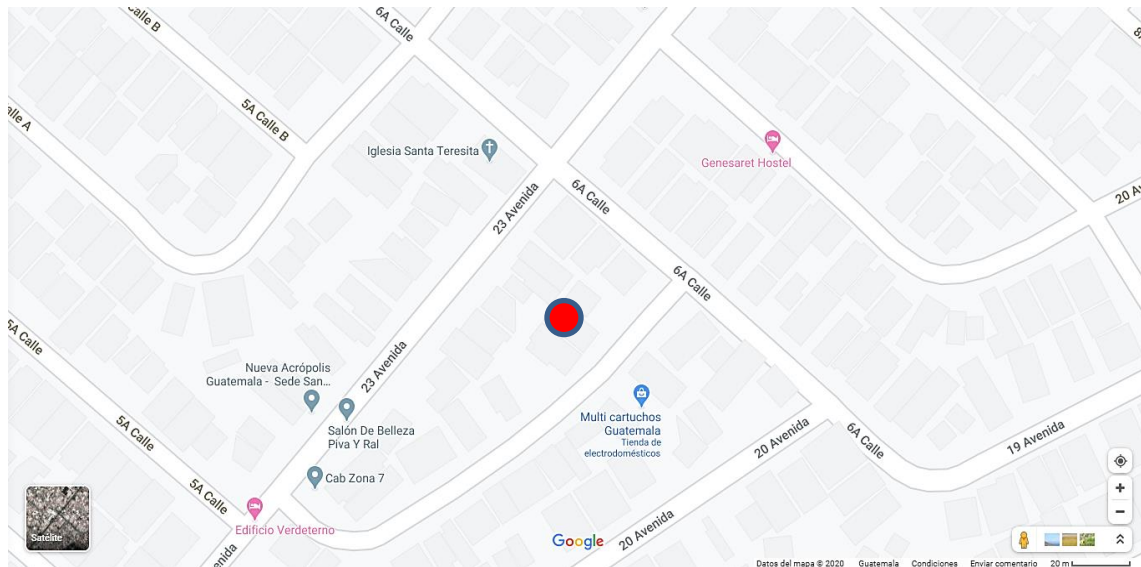 Calle B
6A Calle
8
5A Calle B
alle A
Iglesia Santa Teresita
Genesaret Hostel
6A Calle
20 A
23 Avenida
6A Calle
5A Calle
23 Avenida
Nueva Acrópolis
Guatemala - Sede San...
Salón De Belleza
Piva Y Ral
Multi cartuchos
Guatemala
Tienda de
electrodomésticos
5A Calle
20 Avenida
6A Calle
19 Avenida
Cab Zona 7
5A Calle
Edificio Verdeterno
20 Avenida
enida
Satélite
Google
Datos del mapa © 2020 Guatemala Condiciones Enviar comentario 20 m